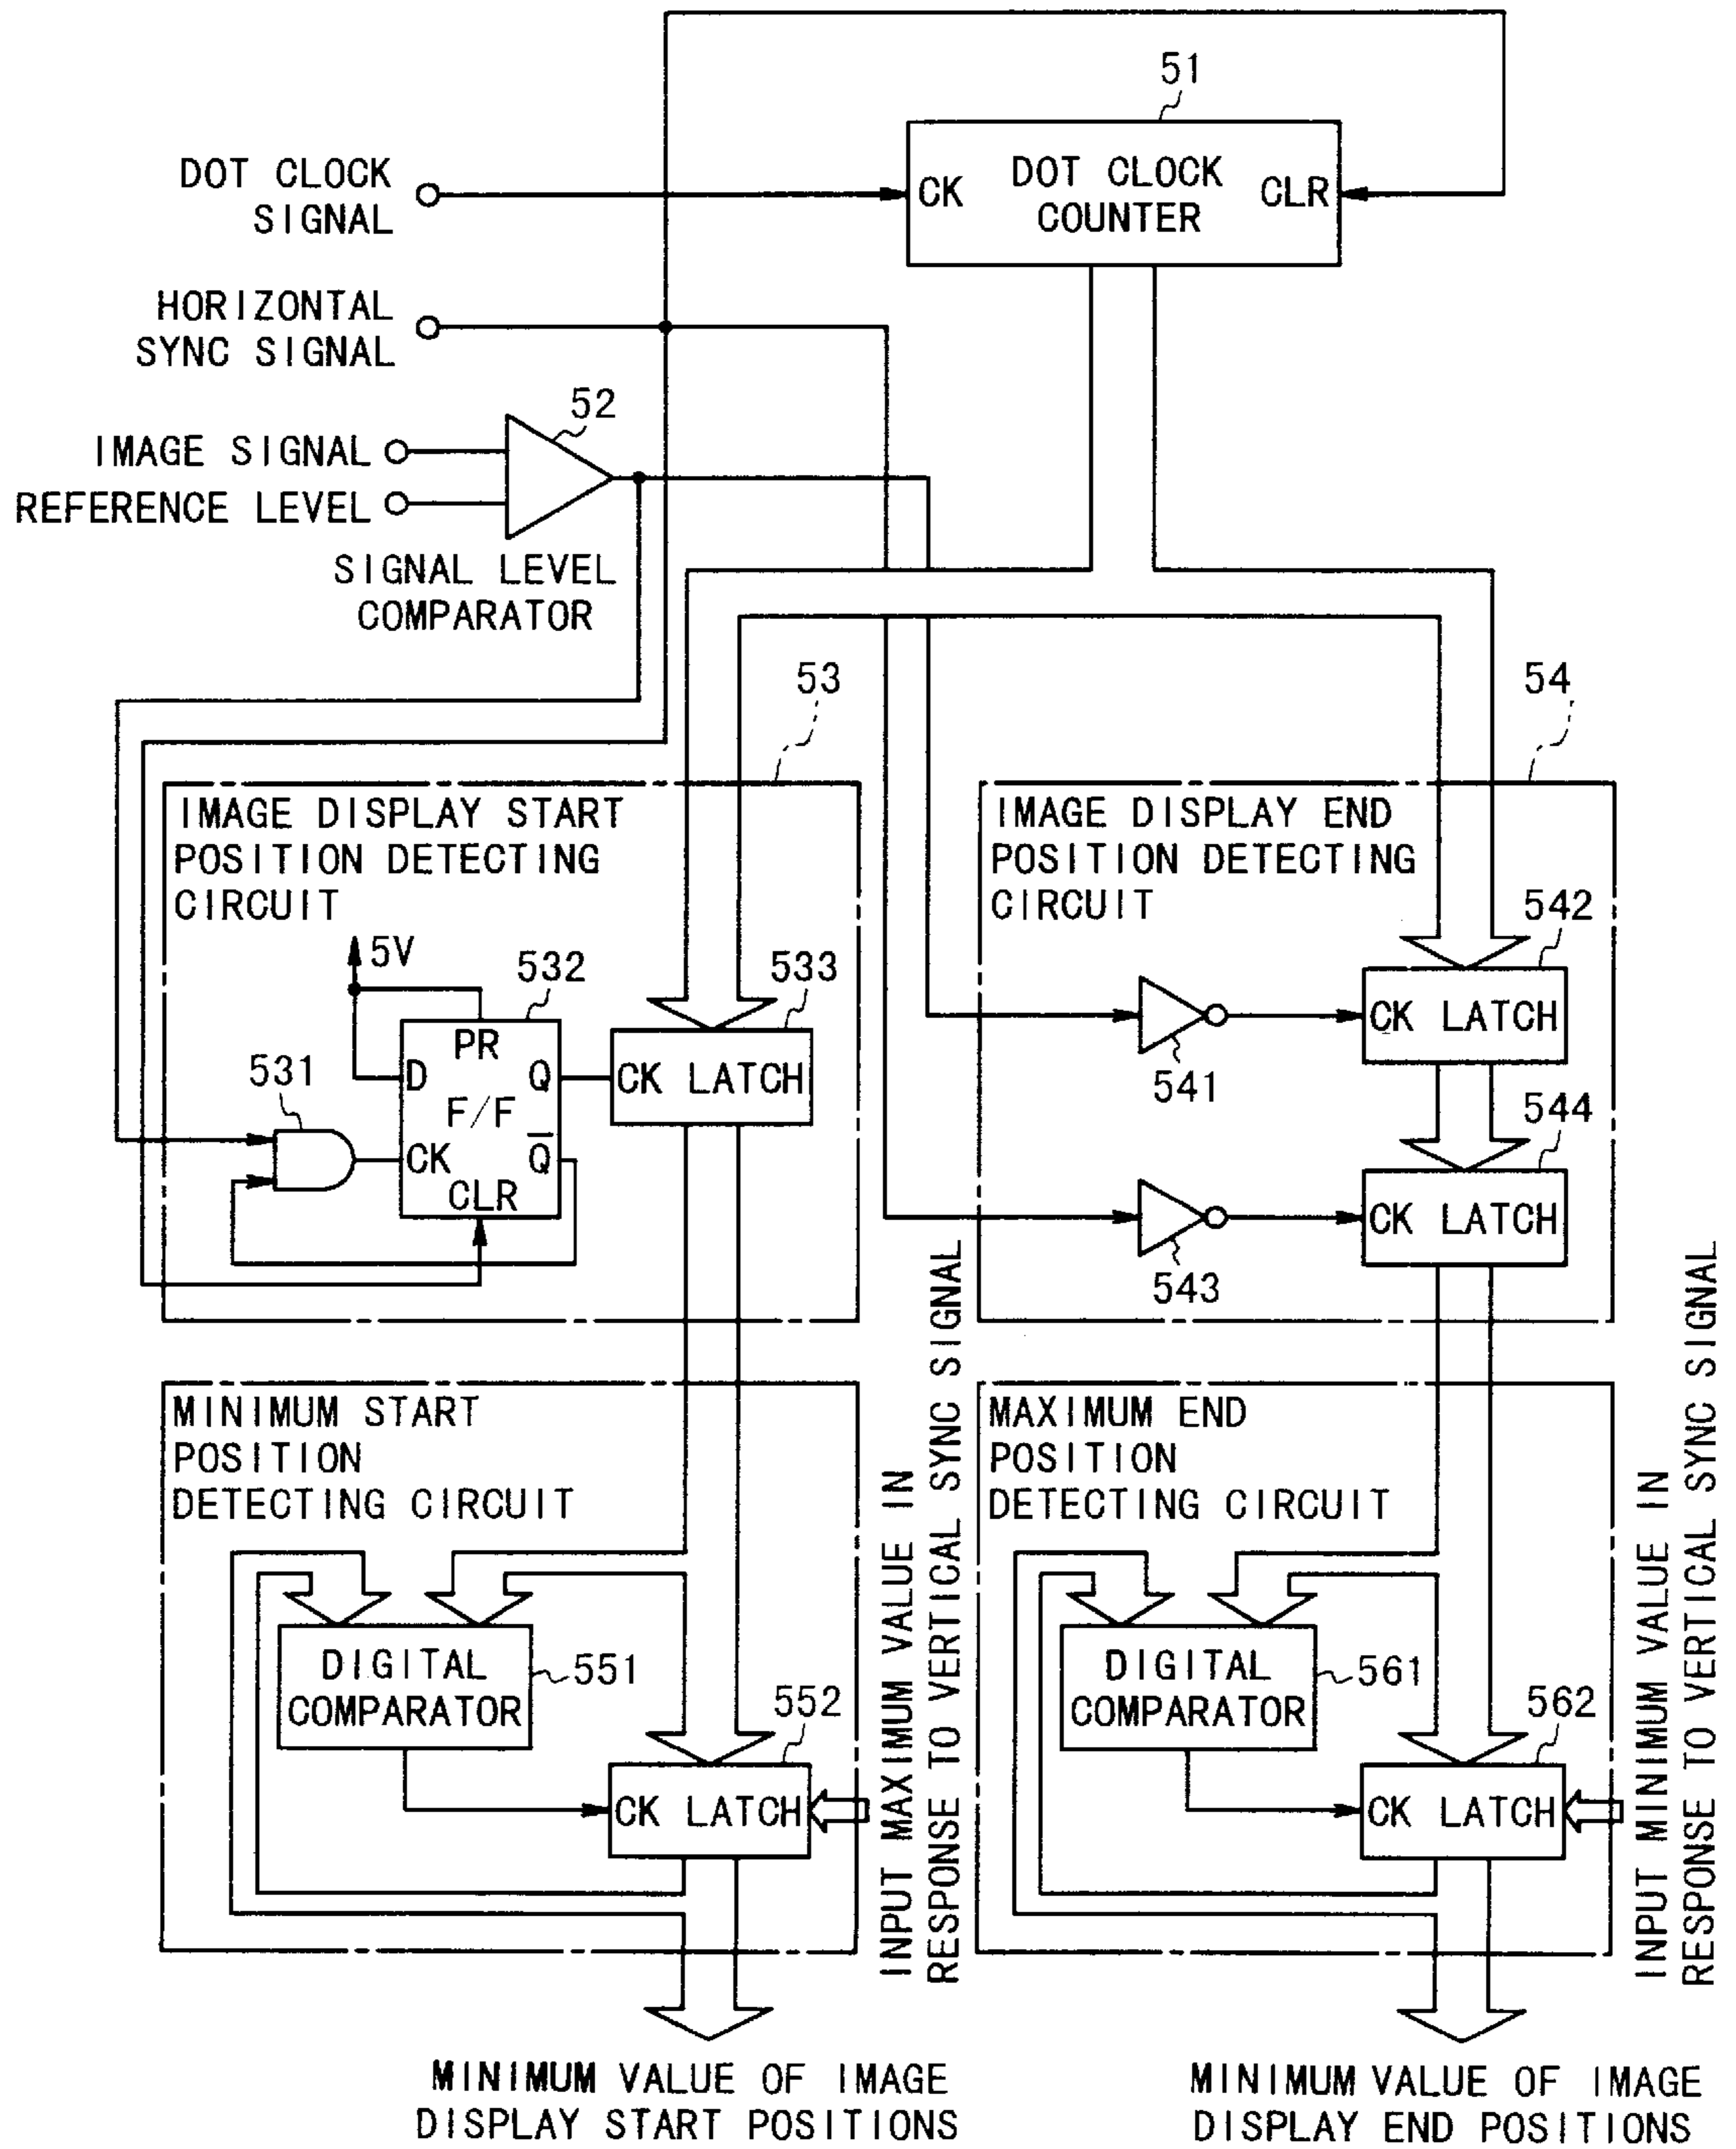 51
DOT CLOCK
SIGNAL
CK
DOT CLOCK
COUNTER
CLR
HORIZONTAL
SYNC SIGNAL
52
IMAGE SIGNAL
REFERENCE LEVEL
SIGNAL LEVEL
COMPARATOR
53
54
IMAGE DISPLAY START
POSITION DETECTING
CIRCUIT
5V
532
533
PR
D
Q
F/F
CK
Q̅
CLR
531
CK LATCH
IMAGE DISPLAY END
POSITION DETECTING
CIRCUIT
542
CK LATCH
541
544
CK LATCH
543
MINIMUM START
POSITION
DETECTING CIRCUIT
DIGITAL
COMPARATOR
551
552
CK LATCH
INPUT MAXIMUM VALUE IN
RESPONSE TO VERTICAL SYNC SIGNAL
MAXIMUM END
POSITION
DETECTING CIRCUIT
DIGITAL
COMPARATOR
561
562
CK LATCH
INPUT MINIMUM VALUE IN
RESPONSE TO VERTICAL SYNC SIGNAL
MINIMUM VALUE OF IMAGE
DISPLAY START POSITIONS
MINIMUM VALUE OF IMAGE
DISPLAY END POSITIONS